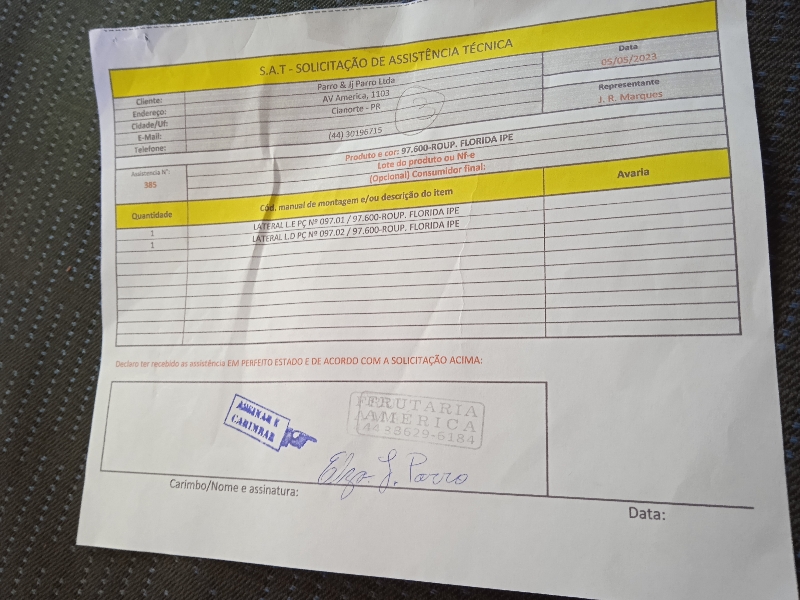 S.A.T - SOLICITAÇÃO DE ASSISTÊNCIA TÉCNICA
Cliente: Parro & Jj Parro Ltda
Endereço: AV America, 1103
Cidade/Uf: Cianorte - PR
E-Mail:
Telefone: (44) 30196715
Data
05/05/2023
Representante
J. R. Marques
Assistencia N°:
385
Produto e cor: 97.600-ROUP. FLORIDA IPE
Lote do produto ou Nf-e
(Opcional) Consumidor final:
Quantidade Cód. manual de montagem e/ou descrição do item Avaria
1 LATERAL L.E PÇ Nº 097.01 / 97.600-ROUP. FLORIDA IPE
1 LATERAL L.D PÇ Nº 097.02 / 97.600-ROUP. FLORIDA IPE
Declaro ter recebido as assistência EM PERFEITO ESTADO E DE ACORDO COM A SOLICITAÇÃO ACIMA:
ASSINAR E
CARIMBAR
AMERICA
Parro
Carimbo/Nome e assinatura:
Data: